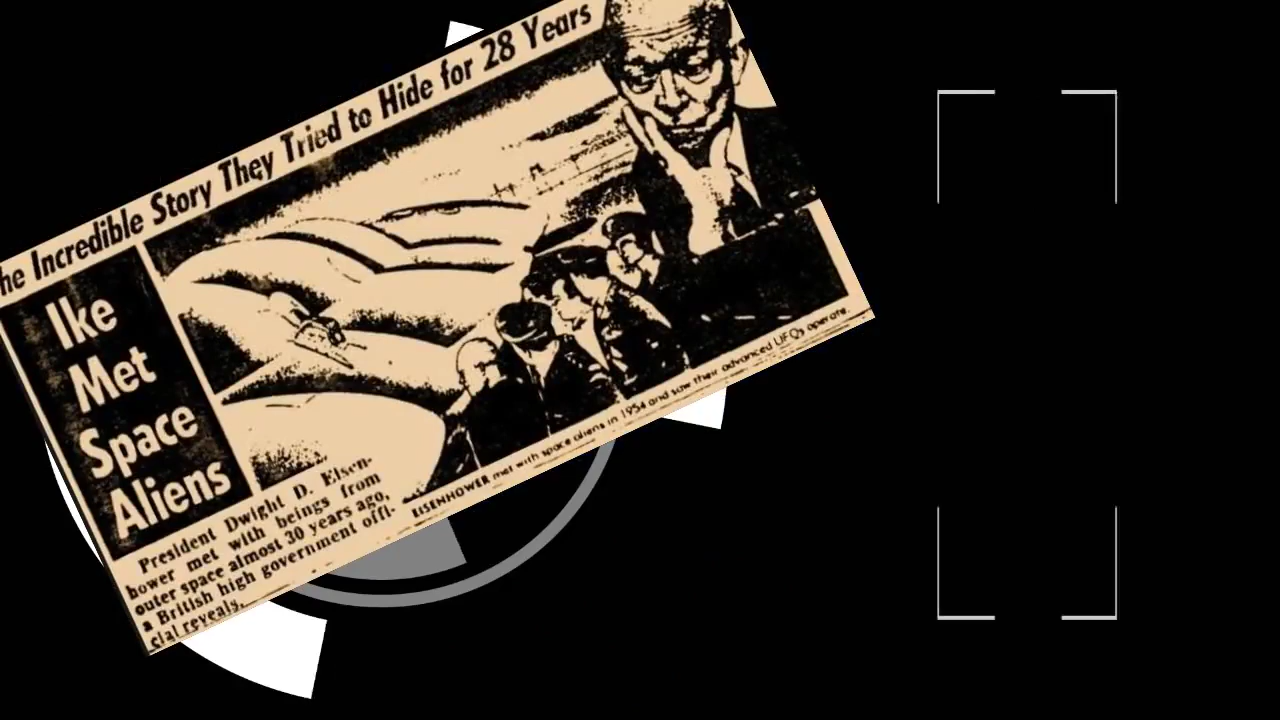 he Incredible Story They Tried to Hide for 28 Years
Ike
Met
Space
Aliens
President Dwight D. Eisen-
hower met with beings from
outer space almost 30 years ago,
a British high government offi-
cial reveals.
EISENHOWER met with space aliens in 1954 and saw their advanced UFOs operate.